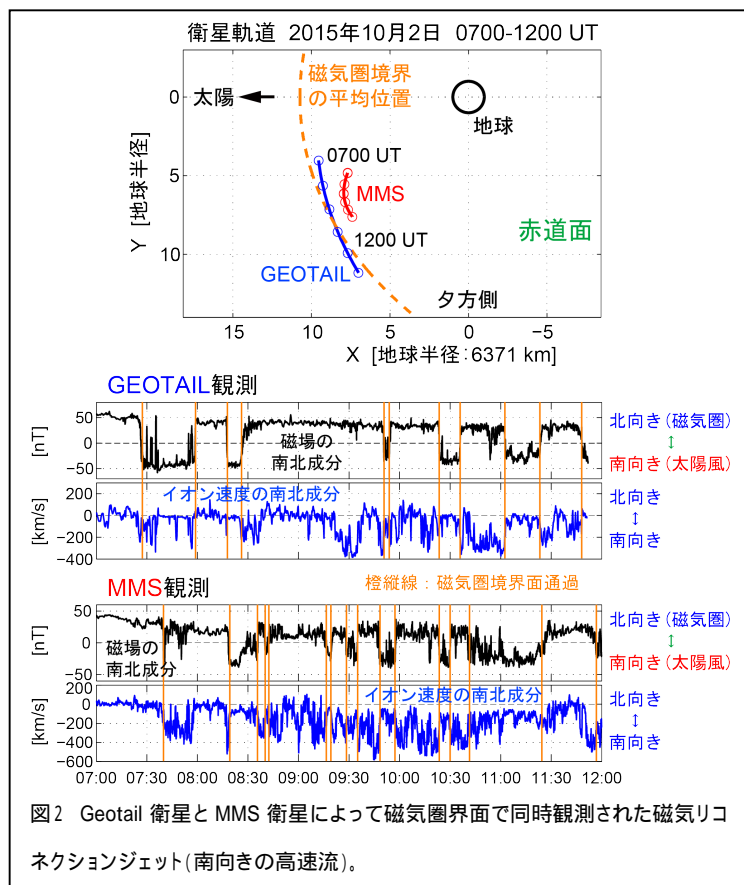 衛星軌道 2015年10月2日 0700-1200 UT
磁気圏境界
の平均位置
太陽
地球
0
0700 UT
5
MMS
1200 UT
10
GEOTAIL
赤道面
夕方側
Y [地球半径]
15 10 5 0 −5
X [地球半径:6371 km]
GEOTAIL観測
50
0
−50
[nT]
磁場の
南北成分
北向き(磁気圏)
↕
南向き(太陽風)
200
0
−200
−400
[km/s]
イオン速度の南北成分
北向き
↕
南向き
MMS観測
橙縦線:磁気圏境界面通過
50
0
−50
[nT]
磁場の
南北成分
北向き(磁気圏)
↕
南向き(太陽風)
200
0
−200
−400
−600
[km/s]
イオン速度の南北成分
北向き
↕
南向き
07:00 07:30 08:00 08:30 09:00 09:30 10:00 10:30 11:00 11:30 12:00
図2 Geotail 衛星と MMS 衛星によって磁気圏界面で同時観測された磁気リコ
ネクションジェット(南向きの高速流)。